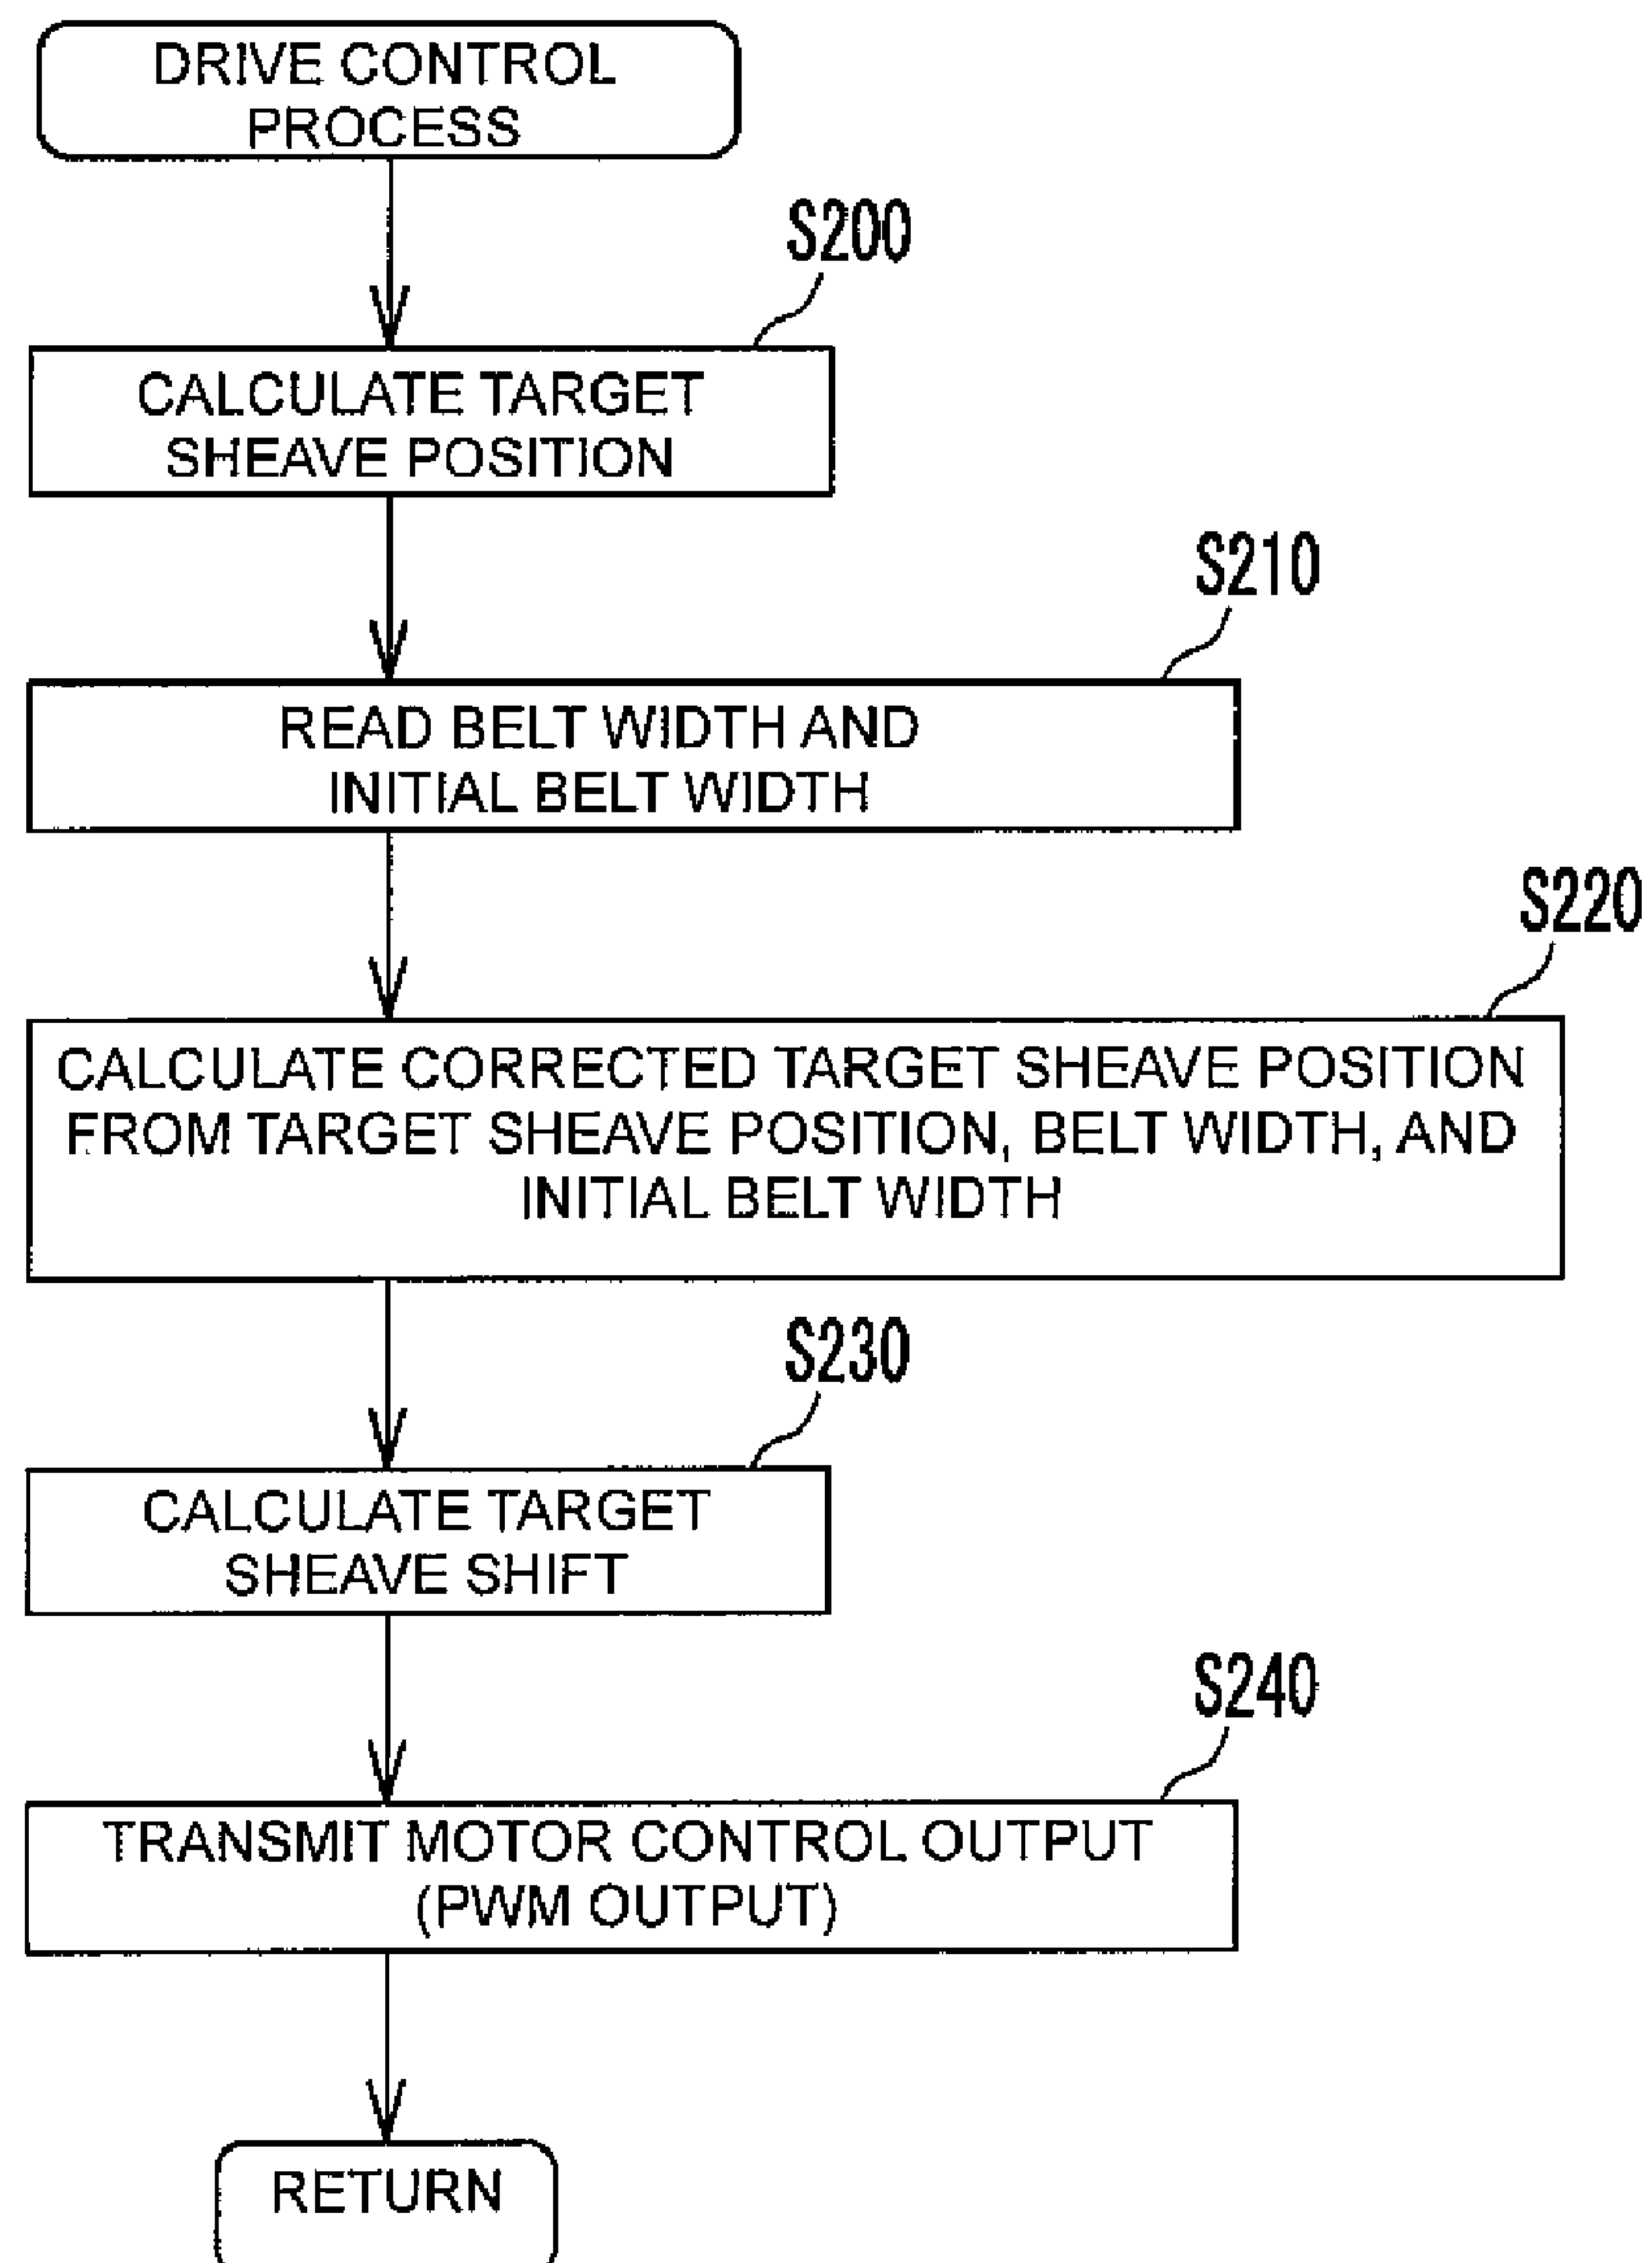 DRIVE CONTROL
PROCESS
S200
CALCULATE TARGET
SHEAVE POSITION
S210
READ BELT WIDTH AND
INITIAL BELT WIDTH
S220
CALCULATE CORRECTED TARGET SHEAVE POSITION
FROM TARGET SHEAVE POSITION, BELT WIDTH, AND
INITIAL BELT WIDTH
S230
CALCULATE TARGET
SHEAVE SHIFT
S240
TRANSMIT MOTOR CONTROL OUTPUT
(PWM OUTPUT)
RETURN